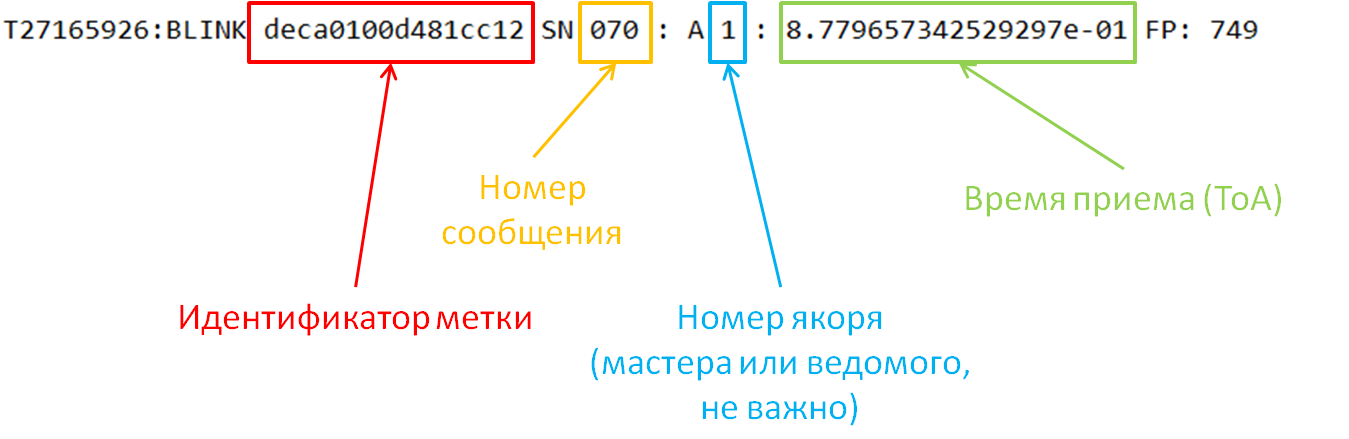 T27165926:BLINK deca0100d481cc12 SN 070 : A 1 : 8.779657342529297e-01 FP: 749
Номер
сообщения
Время приема (ToA)
Идентификатор метки
Номер якоря
(мастера или ведомого,
не важно)